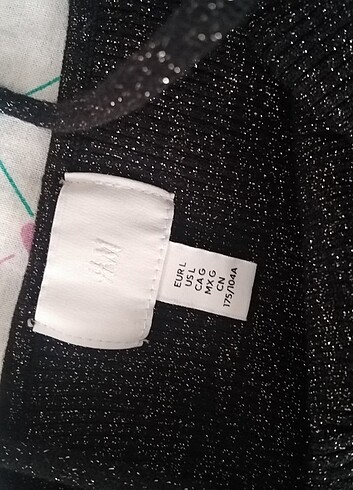 H&M
EUR L
US L
CA G
MX G
CN
175/104A